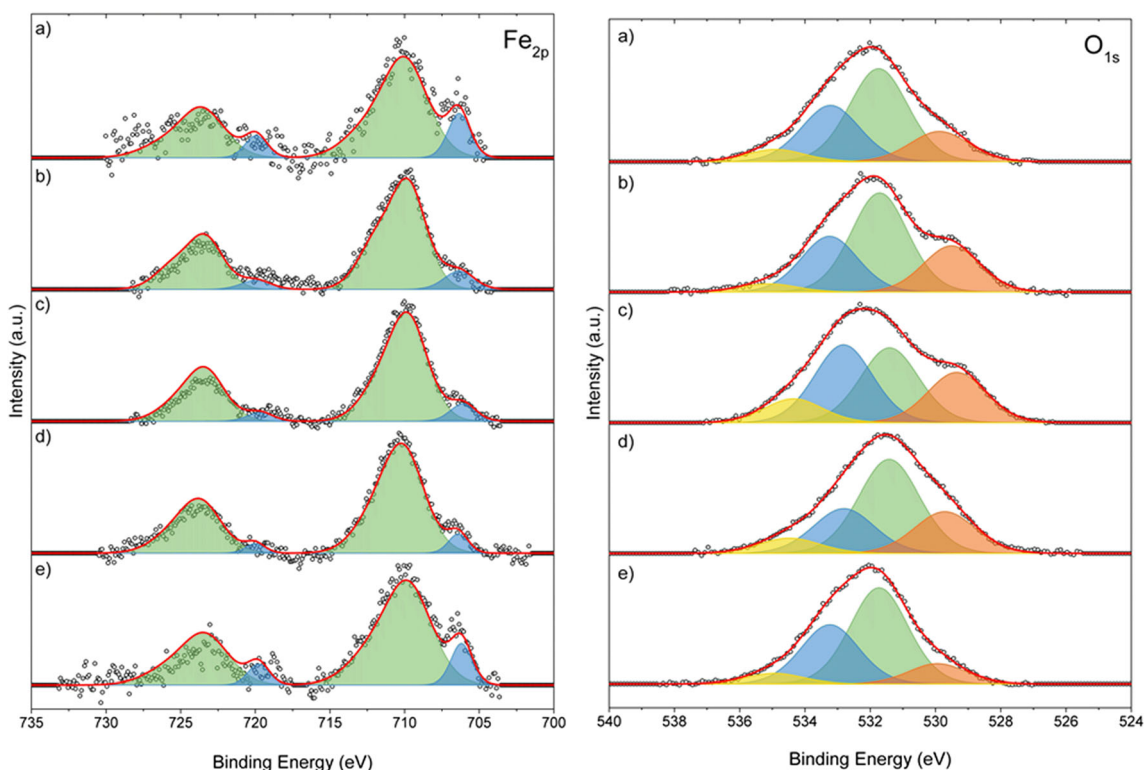 a)
Fe2p
b)
c)
d)
e)
Intensity (a.u.)
735 730 725 720 715 710 705 700
Binding Energy (eV)
a)
O1s
b)
c)
d)
e)
Intensity (a.u.)
540 538 536 534 532 530 528 526 524
Binding Energy (eV)